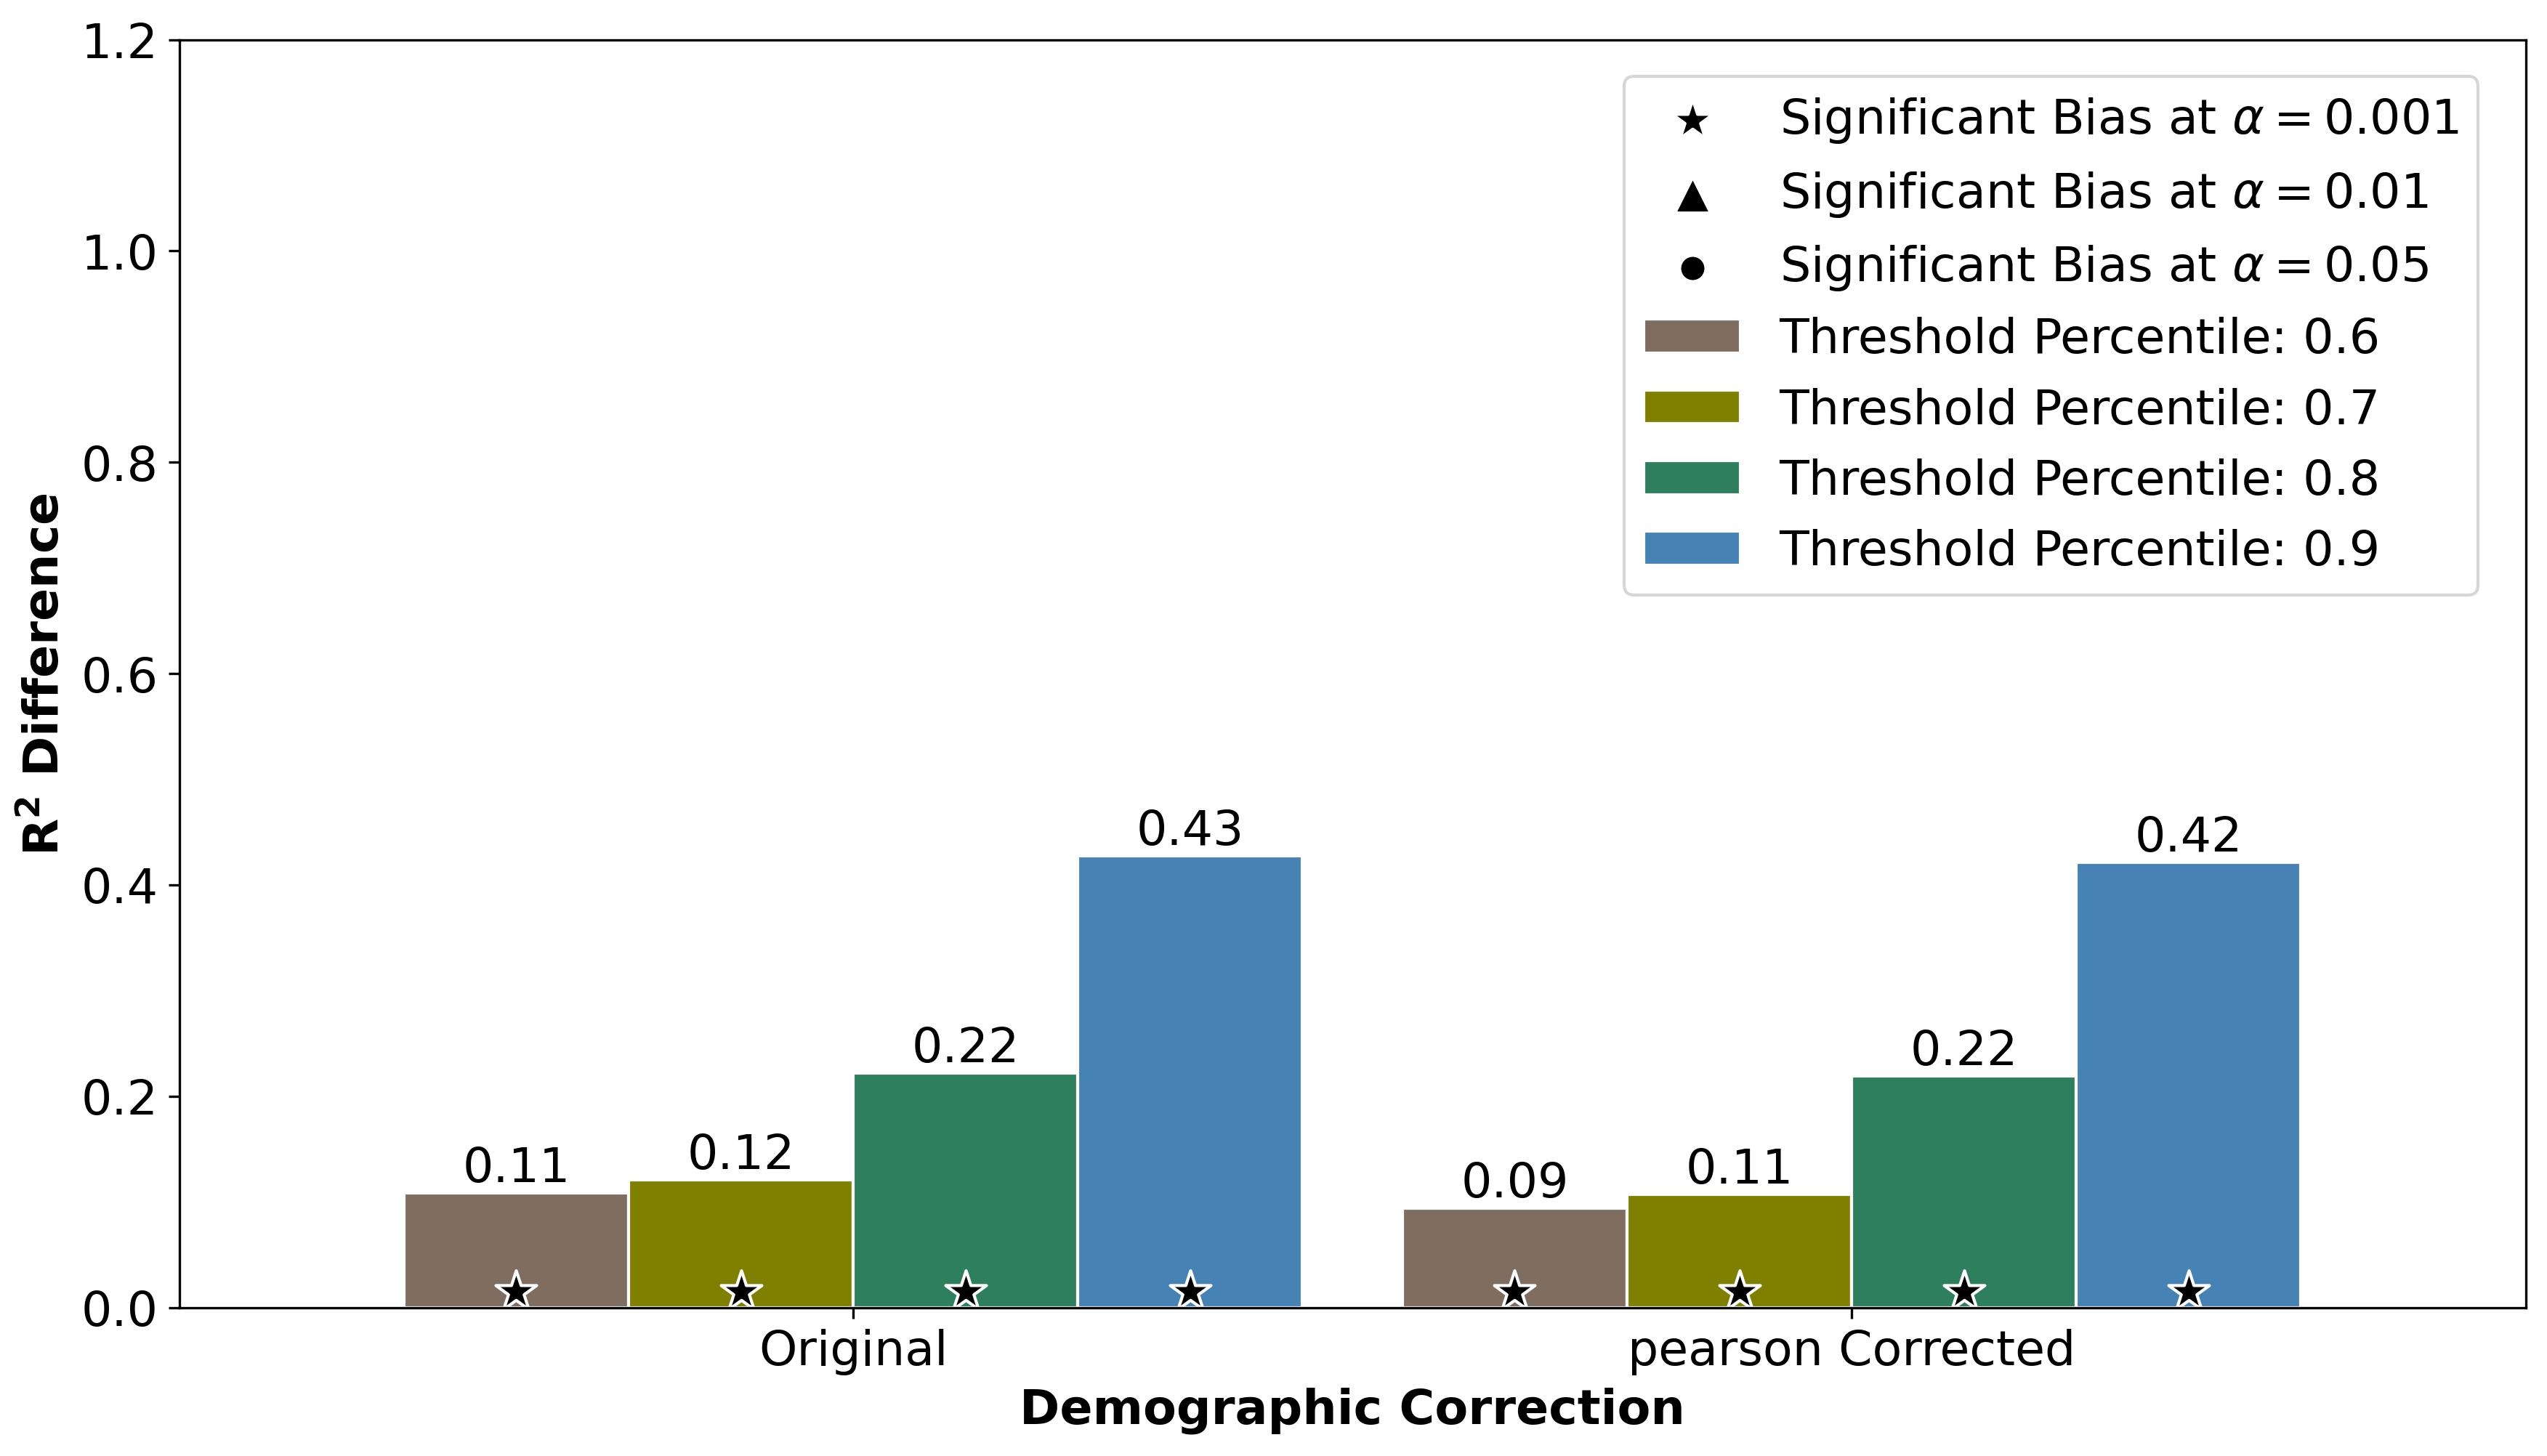 1.2
1.0
0.8
0.6
0.4
0.2
0.0
R² Difference
Significant Bias at α = 0.001
Significant Bias at α = 0.01
Significant Bias at α = 0.05
Threshold Percentile: 0.6
Threshold Percentile: 0.7
Threshold Percentile: 0.8
Threshold Percentile: 0.9
0.11
0.12
0.22
0.43
0.09
0.11
0.22
0.42
Original
pearson Corrected
Demographic Correction